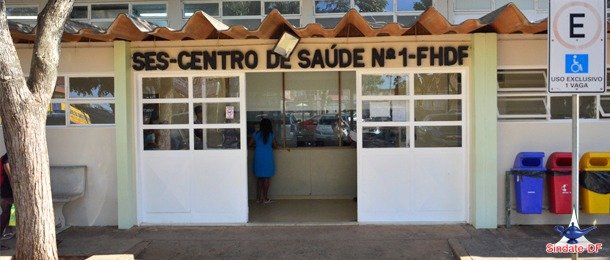 SES-CENTRO DE SAÚDE Nº1-FHDF
E
USO EXCLUSIVO
1 VAGA
Sindate-DF